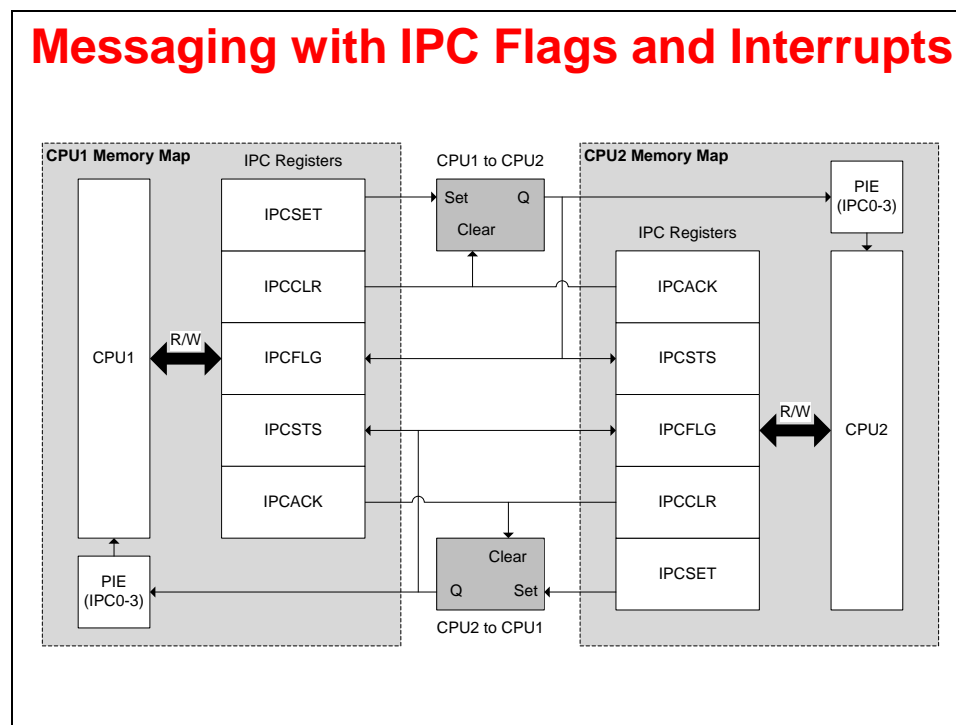 Messaging with IPC Flags and Interrupts
CPU1 Memory Map
IPC Registers
CPU1
R/W
IPCSET
IPCCLR
IPCFLG
IPCSTS
IPCACK
PIE
(IPC0-3)
CPU1 to CPU2
Set Q
Clear
Clear
Q Set
CPU2 to CPU1
CPU2 Memory Map
PIE
(IPC0-3)
IPC Registers
IPCACK
IPCSTS
IPCFLG
IPCCLR
IPCSET
R/W
CPU2